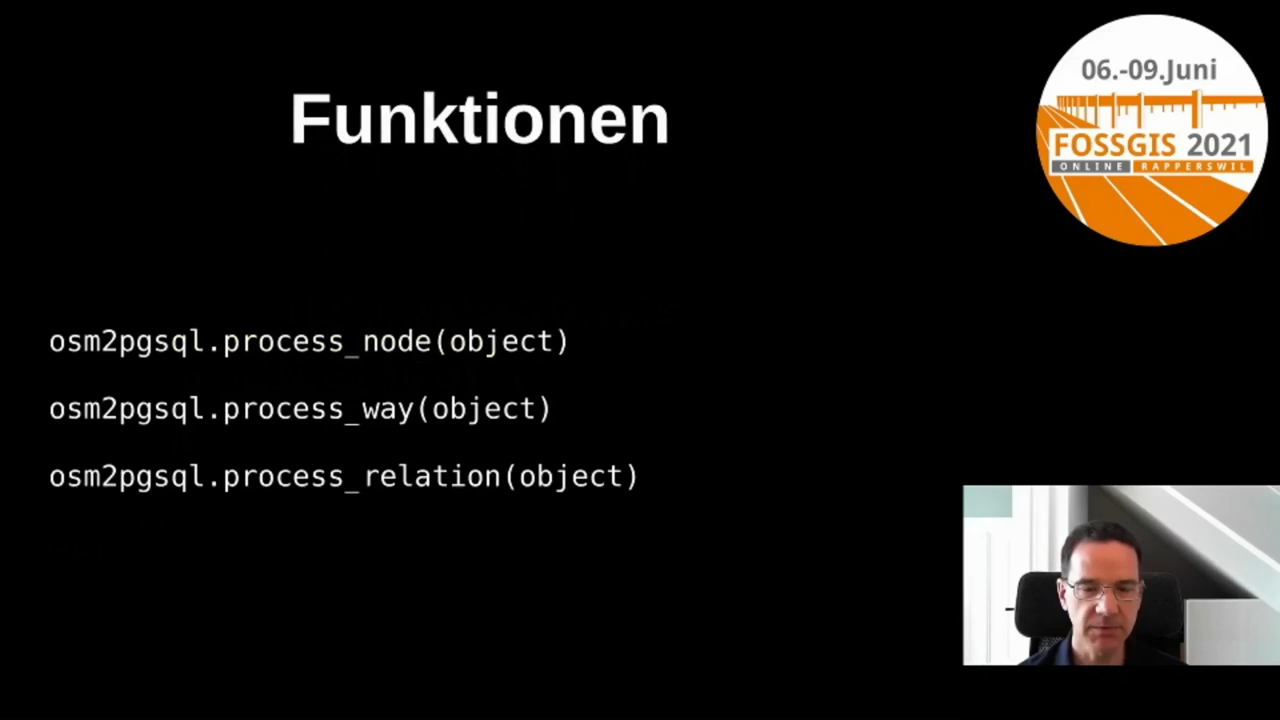 Funktionen
06.-09.Juni
FOSSGIS 2021
ONLINE RAPPERSWIL
osm2pgsql.process_node(object)
osm2pgsql.process_way(object)
osm2pgsql.process_relation(object)